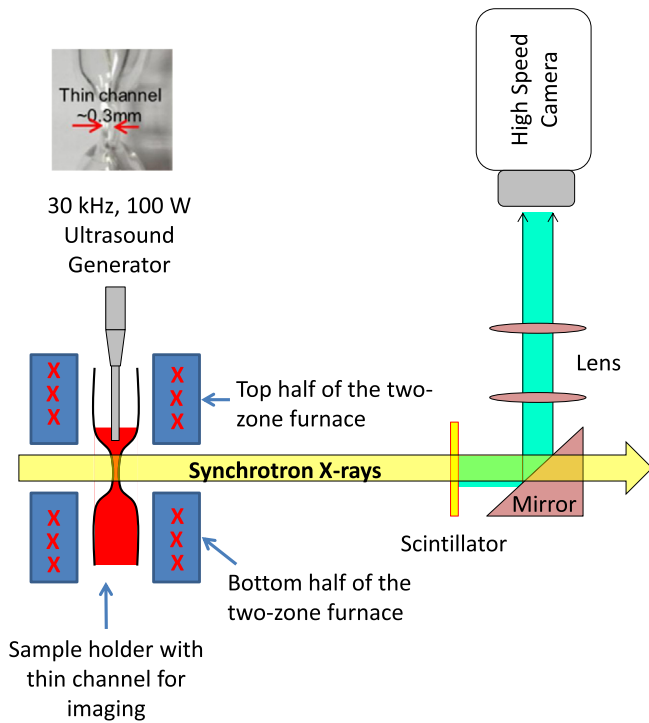 Thin channel
~0.3mm
30 kHz, 100 W
Ultrasound
Generator
High Speed
Camera
Lens
X X
X X
X X
Top half of the two-
zone furnace
Synchrotron X-rays
Mirror
Scintillator
X X
X X
X X
Bottom half of the
two-zone furnace
Sample holder with
thin channel for
imaging